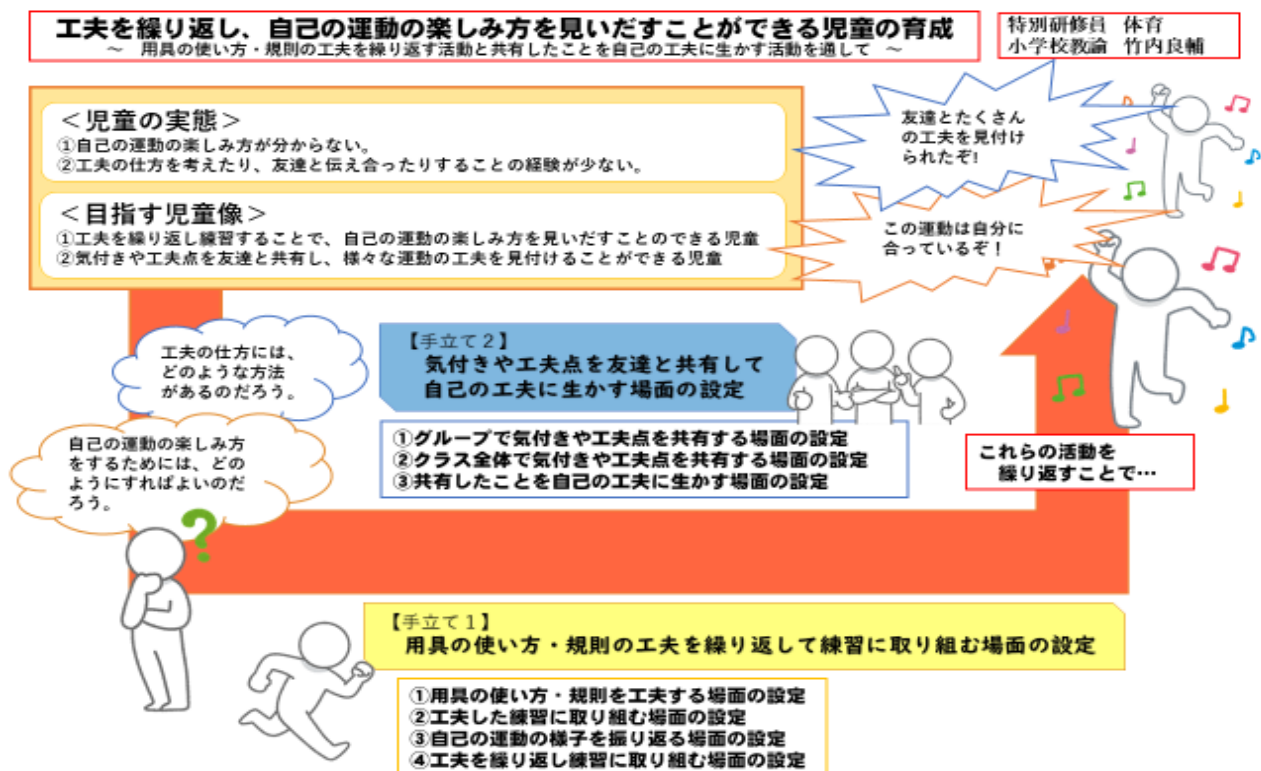 工夫を繰り返し、自己の運動の楽しみ方を見いだすことができる児童の育成
～ 用具の使い方・規則の工夫を繰り返す活動と共有したことを自己の工夫に生かす活動を通して ～
特別研修員 体育
小学校教諭 竹内良輔
＜児童の実態＞
①自己の運動の楽しみ方が分からない。
②工夫の仕方を考えたり、友達と伝え合ったりすることの経験が少ない。
＜目指す児童像＞
①工夫を繰り返し練習することで、自己の運動の楽しみ方を見いだすことのできる児童
②気付きや工夫点を友達と共有し、様々な運動の工夫を見付けることができる児童
友達とたくさん
の工夫を見付け
られたぞ!
この運動は自分に
合っているぞ！
工夫の仕方には、
どのような方法
があるのだろう。
自己の運動の楽しみ方
をするためには、どの
ようにすればよいのだ
ろう。
?
【手立て２】
気付きや工夫点を友達と共有して
自己の工夫に生かす場面の設定
①グループで気付きや工夫点を共有する場面の設定
②クラス全体で気付きや工夫点を共有する場面の設定
③共有したことを自己の工夫に生かす場面の設定
これらの活動を
繰り返すことで…
【手立て１】
用具の使い方・規則の工夫を繰り返して練習に取り組む場面の設定
①用具の使い方・規則を工夫する場面の設定
②工夫した練習に取り組む場面の設定
③自己の運動の様子を振り返る場面の設定
④工夫を繰り返し練習に取り組む場面の設定